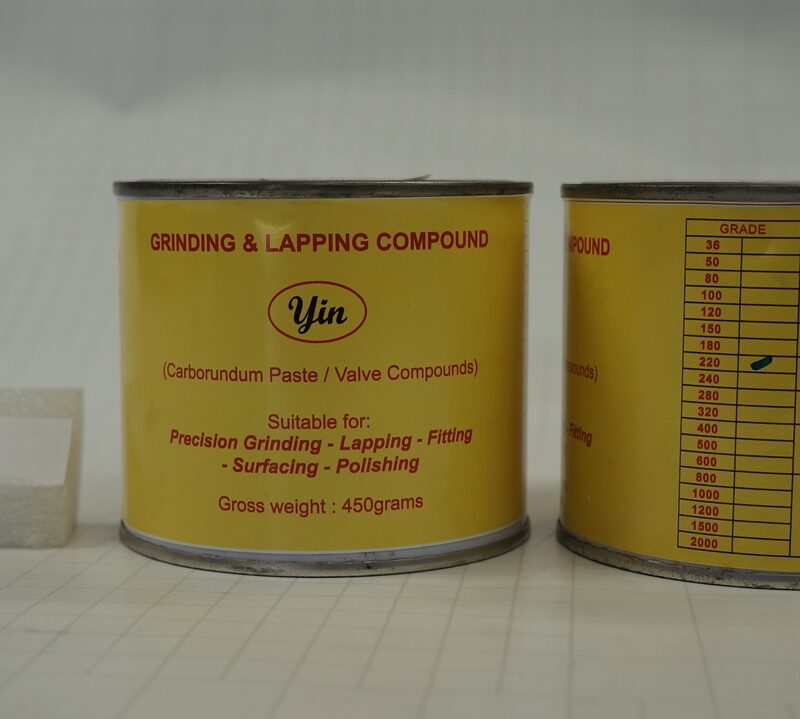 GRINDING & LAPPING COMPOUND
Yin
(Carborundum Paste / Valve Compounds)
Suitable for:
Precision Grinding - Lapping - Fitting
- Surfacing - Polishing
Gross weight : 450grams
MPOUND
mpounds)
- Fitting
GRADE
36
50
80
100
120
150
180
220
240
280
320
400
500
600
800
1000
1200
1500
2000